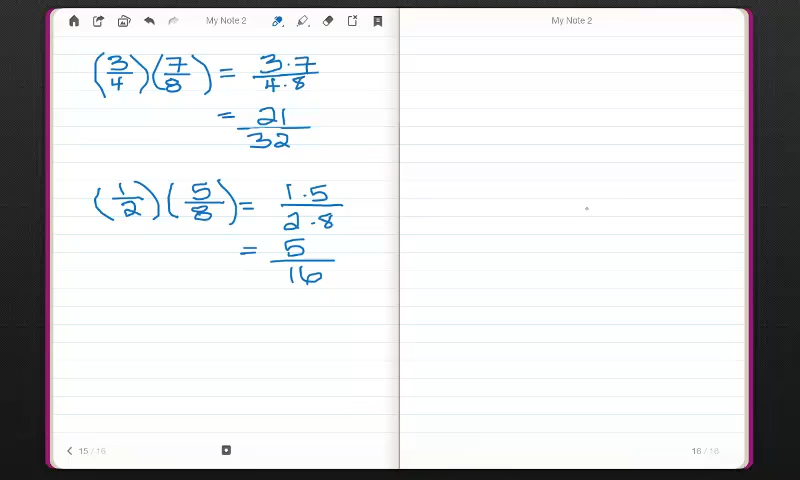 My Note 2
My Note 2
(3/4)(7/8) = 3·7/4·8
= 21/32
(1/2)(5/8) = 1·5/2·8
= 5/16
15 / 16
16 / 16